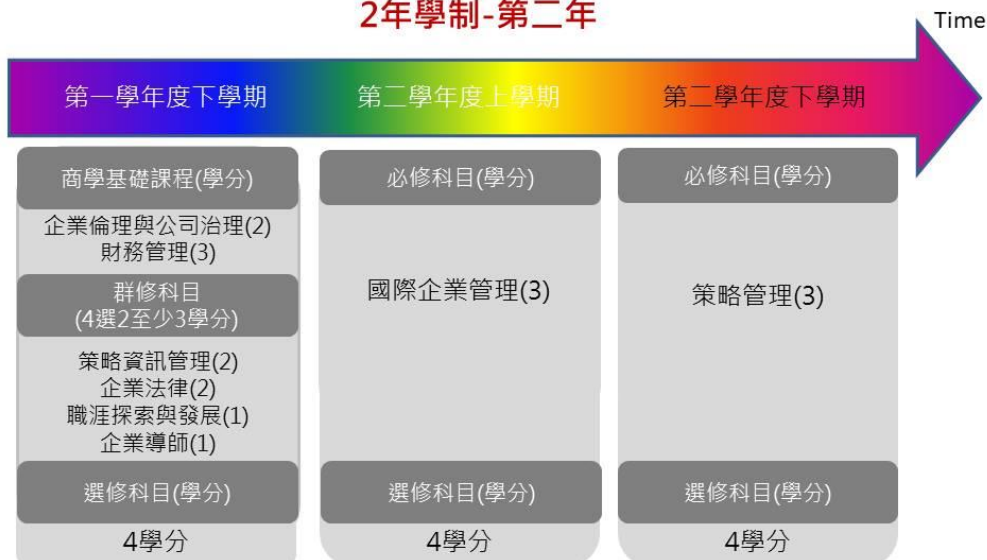 2年學制-第二年
Time
第一學年度下學期
第二學年度上學期
第二學年度下學期
商學基礎課程(學分)
企業倫理與公司治理(2)
財務管理(3)
群修科目
(4選2至少3學分)
策略資訊管理(2)
企業法律(2)
職涯探索與發展(1)
企業導師(1)
選修科目(學分)
4學分
必修科目(學分)
國際企業管理(3)
選修科目(學分)
4學分
必修科目(學分)
策略管理(3)
選修科目(學分)
4學分